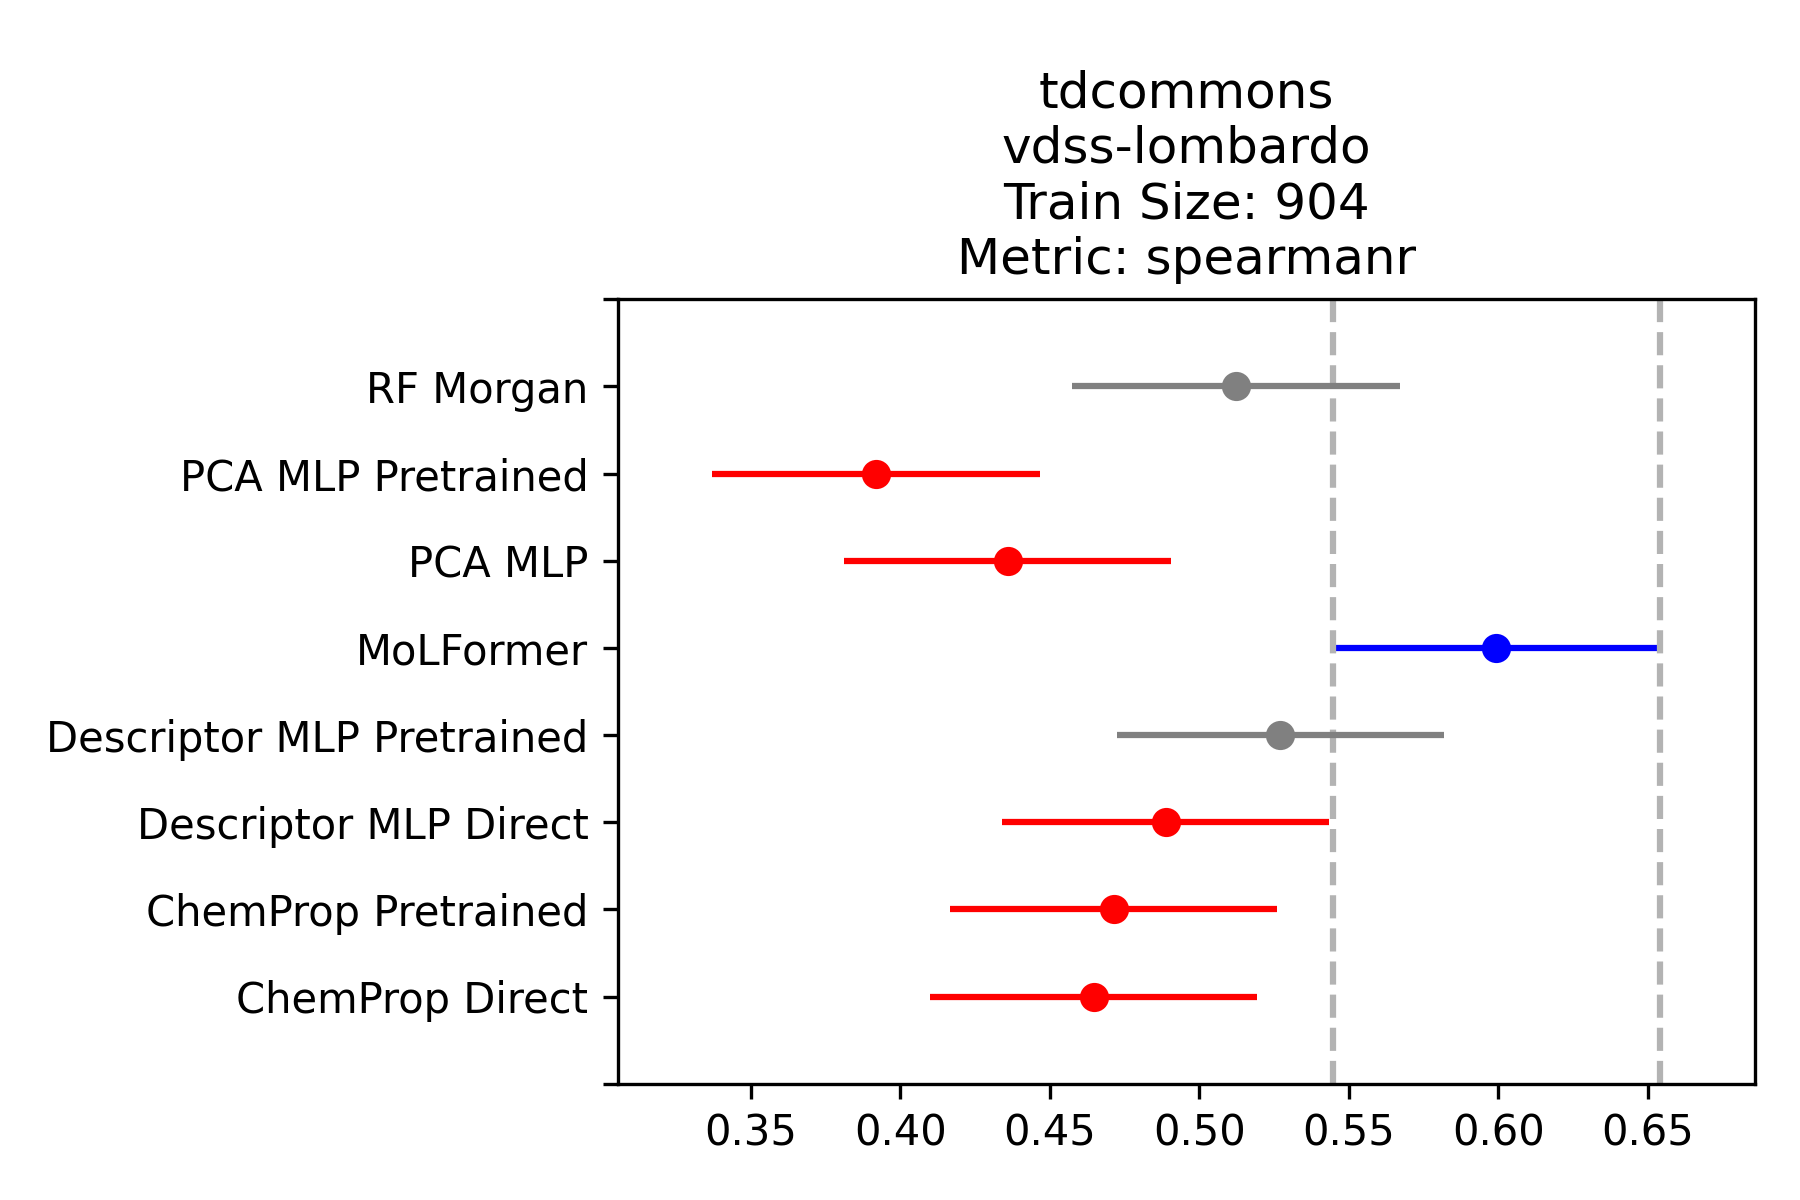 tdcommons
vdss-lombardo
Train Size: 904
Metric: spearmanr
RF Morgan
PCA MLP Pretrained
PCA MLP
MoLFormer
Descriptor MLP Pretrained
Descriptor MLP Direct
ChemProp Pretrained
ChemProp Direct
0.35 0.40 0.45 0.50 0.55 0.60 0.65